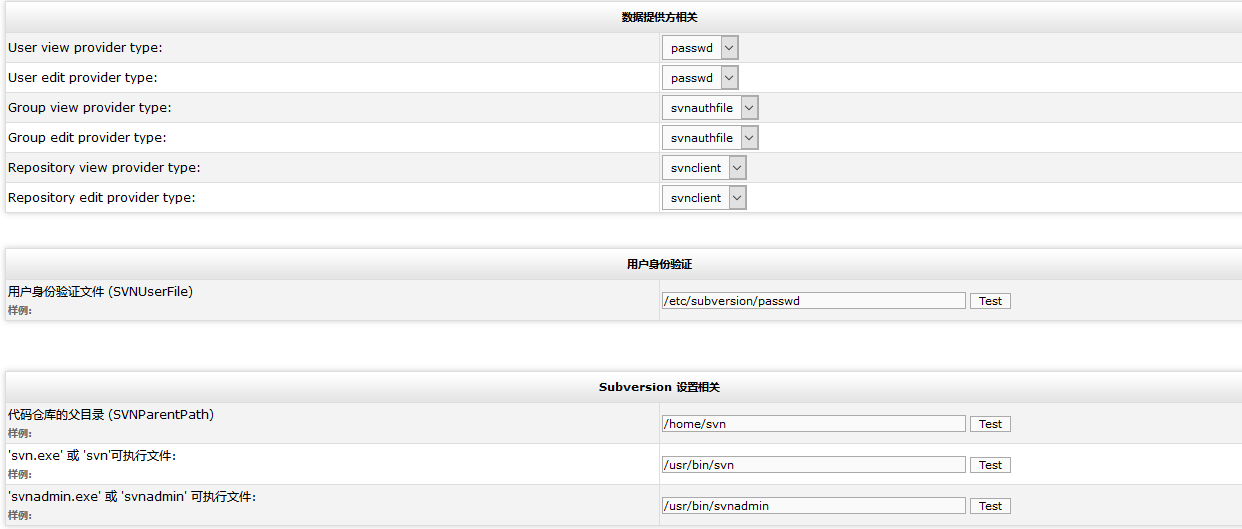 数据提供方相关
User view provider type: passwd
User edit provider type: passwd
Group view provider type: svnauthfile
Group edit provider type: svnauthfile
Repository view provider type: svnclient
Repository edit provider type: svnclient
用户身份验证
用户身份验证文件 (SVNUserFile)
样例:
/etc/subversion/passwd Test
Subversion 设置相关
代码仓库的父目录 (SVNParentPath)
样例:
/home/svn Test
'svn.exe' 或 'svn'可执行文件:
样例:
/usr/bin/svn Test
'svnadmin.exe' 或 'svnadmin' 可执行文件:
样例:
/usr/bin/svnadmin Test